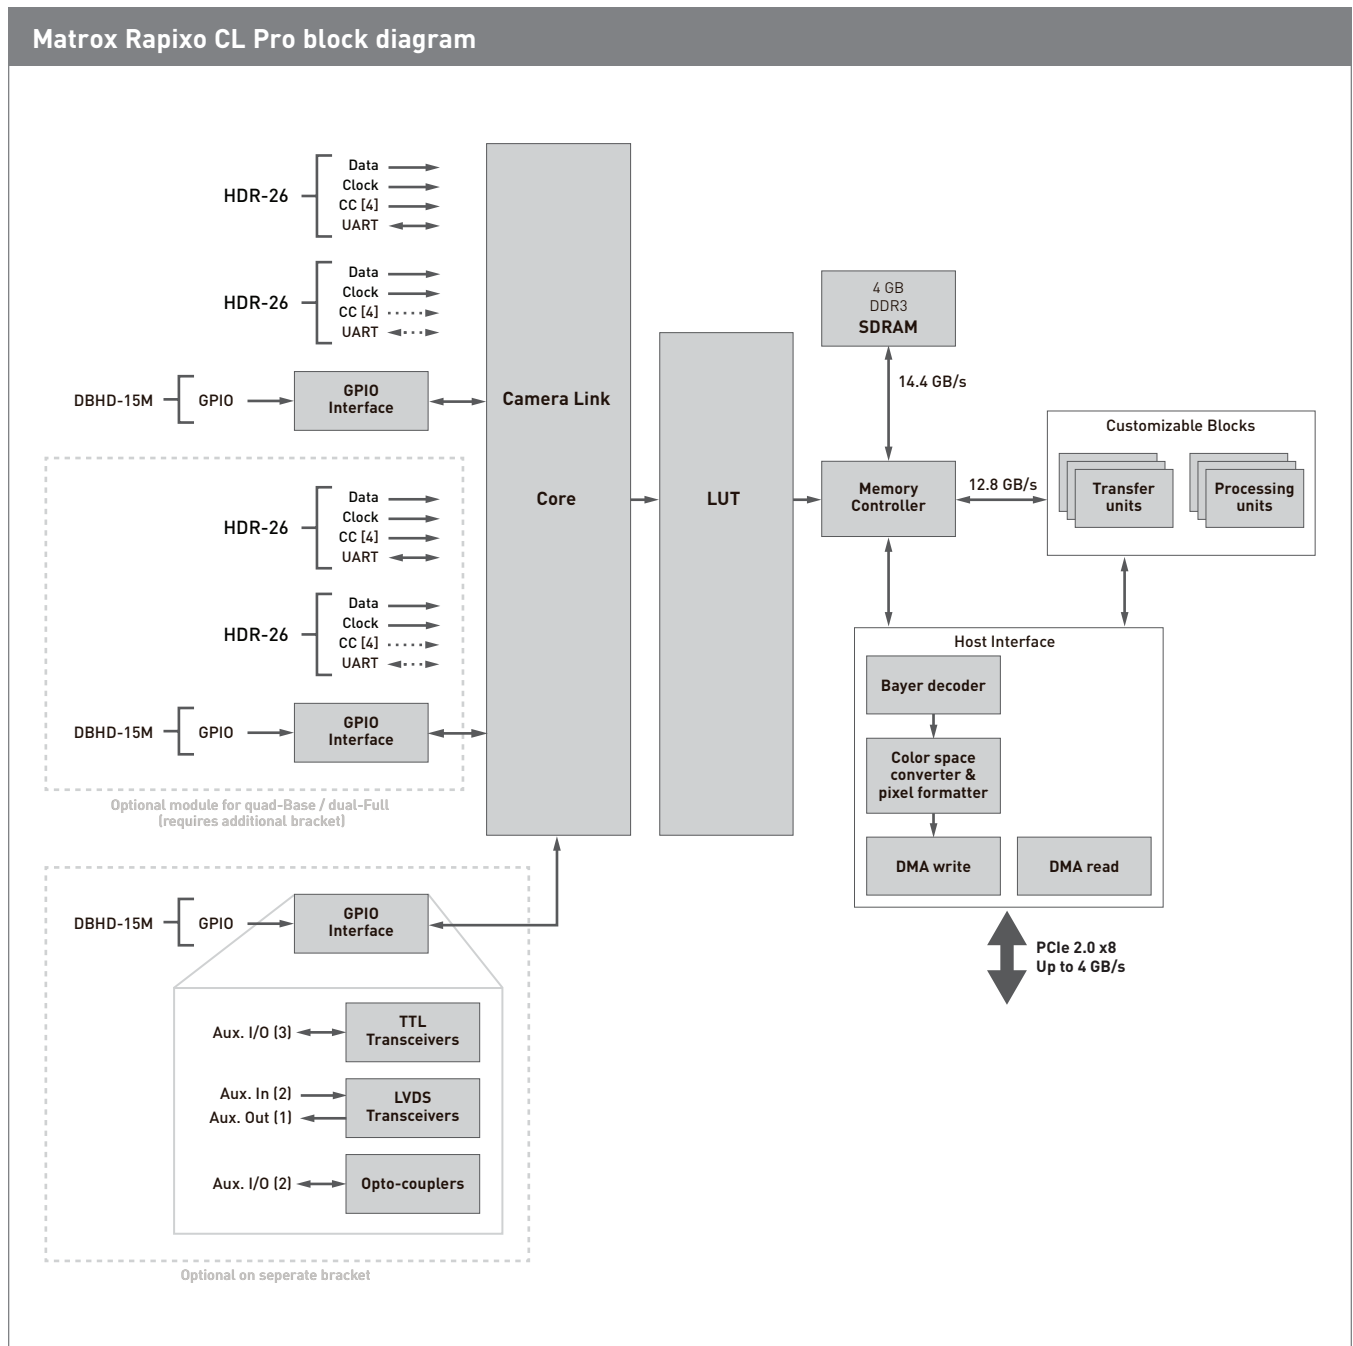 Matrox Rapixo CL Pro block diagram
HDR-26
Data
Clock
CC [4]
UART
HDR-26
Data
Clock
CC [4]
UART
DBHD-15M
GPIO
GPIO
Interface
HDR-26
Data
Clock
CC [4]
UART
HDR-26
Data
Clock
CC [4]
UART
DBHD-15M
GPIO
GPIO
Interface
Optional module for quad-Base / dual-Full
(requires additional bracket)
DBHD-15M
GPIO
GPIO
Interface
Aux. I/O (3)
TTL
Transceivers
Aux. In (2)
Aux. Out (1)
LVDS
Transceivers
Aux. I/O (2)
Opto-couplers
Optional on seperate bracket
Camera Link
Core
LUT
4 GB
DDR3
SDRAM
14.4 GB/s
Memory
Controller
12.8 GB/s
Customizable Blocks
Transfer
units
Processing
units
Host Interface
Bayer decoder
Color space
converter &
pixel formatter
DMA write
DMA read
PCIe 2.0 x8
Up to 4 GB/s